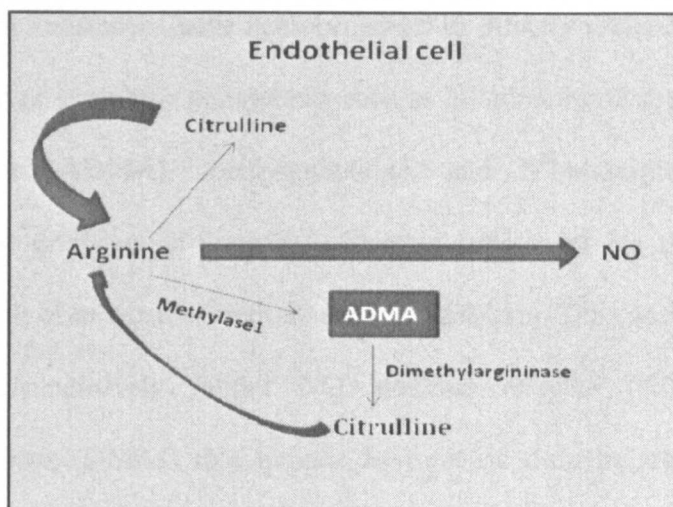 Endothelial cell
Citrulline
Arginine
NO
Methylase1
ADMA
Dimethylargininase
Citrulline